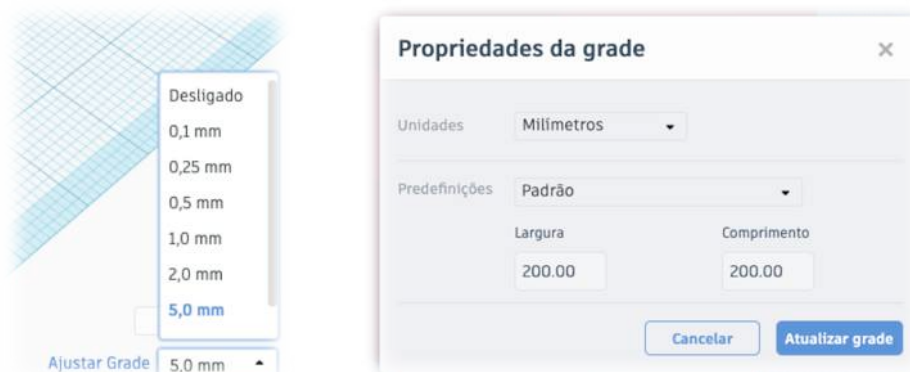 Desligado
0,1 mm
0,25 mm
0,5 mm
1,0 mm
2,0 mm
5,0 mm
Ajustar Grade 5,0 mm
Propriedades da grade ×
Unidades Milímetros
Predefinições Padrão
Largura Comprimento
200.00 200.00
Cancelar Atualizar grade